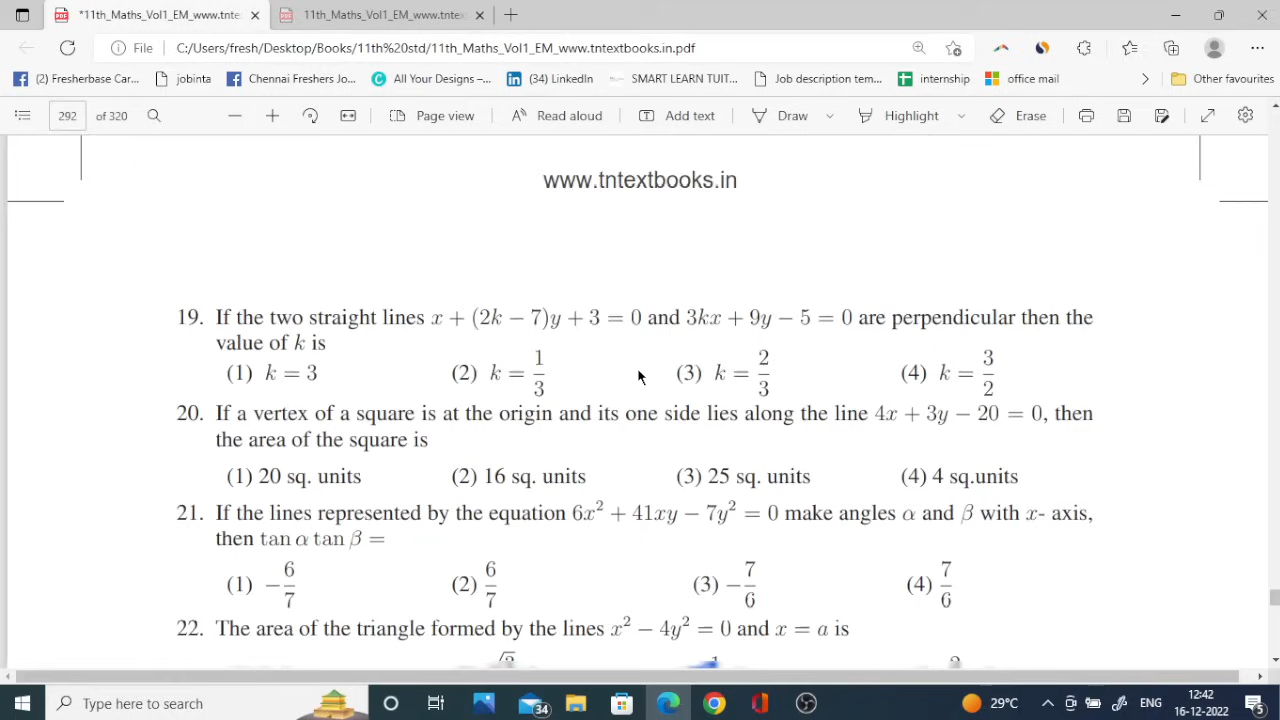 *11th_Maths_Vol1_EM_www.tntex
11th_Maths_Vol1_EM_www.tntex
File C:/Users/fresh/Desktop/Books/11th%20std/11th_Maths_Vol1_EM_www.tntextbooks.in.pdf
(2) Fresherbase Car... jobinta Chennai Freshers Jo... All Your Designs –... (34) LinkedIn SMART LEARN TUIT... Job description tem... internship office mail Other favourites
292 of 320 Page view Read aloud Add text Draw Highlight Erase
www.tntextbooks.in
19. If the two straight lines x + (2k − 7)y + 3 = 0 and 3kx + 9y − 5 = 0 are perpendicular then the
value of k is
(1) k = 3 (2) k = 1/3 (3) k = 2/3 (4) k = 3/2
20. If a vertex of a square is at the origin and its one side lies along the line 4x + 3y − 20 = 0, then
the area of the square is
(1) 20 sq. units (2) 16 sq. units (3) 25 sq. units (4) 4 sq.units
21. If the lines represented by the equation 6x² + 41xy − 7y² = 0 make angles α and β with x- axis,
then tan α tan β =
(1) −6/7 (2) 6/7 (3) −7/6 (4) 7/6
22. The area of the triangle formed by the lines x² − 4y² = 0 and x = a is
Type here to search 34 29°C ENG 12:42
16-12-2022 5